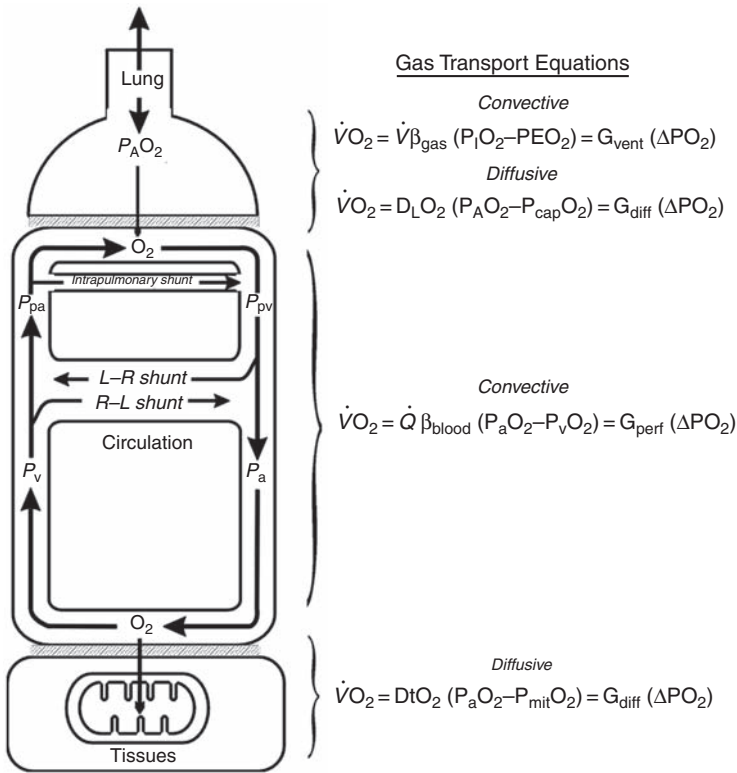 Gas Transport Equations
Lung
P_AO₂
Convective
V̇O₂ = V̇β_gas (P_IO₂–PEO₂) = G_vent (ΔPO₂)
Diffusive
V̇O₂ = D_LO₂ (P_AO₂–P_capO₂) = G_diff (ΔPO₂)
O₂
Intrapulmonary shunt
P_pa
P_pv
L–R shunt
R–L shunt
Convective
V̇O₂ = Q̇ β_blood (P_aO₂–P_vO₂) = G_perf (ΔPO₂)
Circulation
P_v
P_a
O₂
Diffusive
V̇O₂ = DtO₂ (P_aO₂–P_mitO₂) = G_diff (ΔPO₂)
Tissues